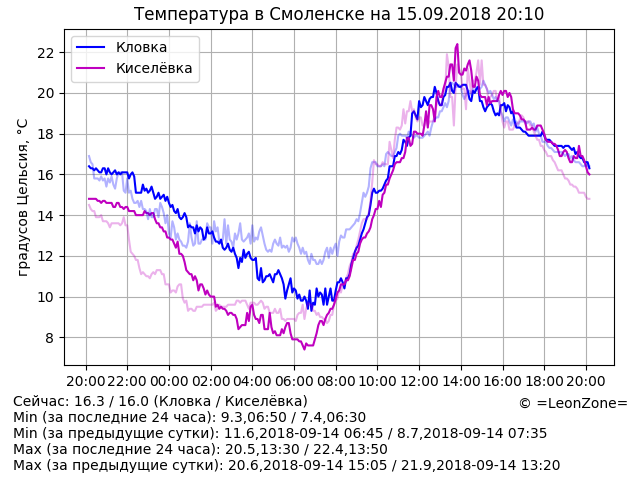 Температура в Смоленске на 15.09.2018 20:10
Кловка
Киселёвка
градусов Цельсия, °C
22
20
18
16
14
12
10
8
20:00 22:00 00:00 02:00 04:00 06:00 08:00 10:00 12:00 14:00 16:00 18:00 20:00
Сейчас: 16.3 / 16.0 (Кловка / Киселёвка)
© =LeonZone=
Min (за последние 24 часа): 9.3,06:50 / 7.4,06:30
Min (за предыдущие сутки): 11.6,2018-09-14 06:45 / 8.7,2018-09-14 07:35
Max (за последние 24 часа): 20.5,13:30 / 22.4,13:50
Max (за предыдущие сутки): 20.6,2018-09-14 15:05 / 21.9,2018-09-14 13:20